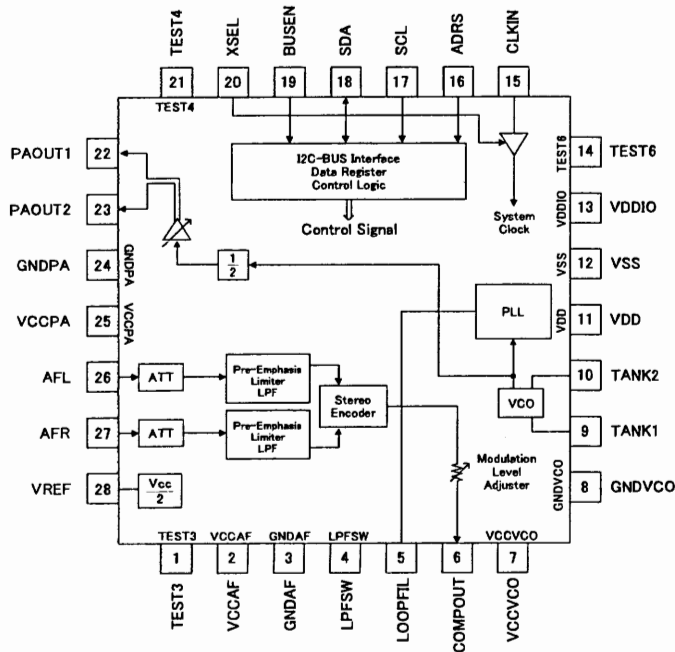 TEST4
XSEL
BUSEN
SDA
SCL
ADRS
CLKIN
21
20
19
18
17
16
15
TEST4
PAOUT1
22
PAOUT2
23
GNDPA
24
GNDPA
VCCPA
25
VCCPA
AFL
26
AFR
27
VREF
28
I2C-BUS Interface
Data Register
Control Logic
Control Signal
System
Clock
1
2
PLL
VCO
ATT
Pre-Emphasis
Limiter
LPF
ATT
Pre-Emphasis
Limiter
LPF
Stereo
Encoder
Vcc
2
Modulation
Level
Adjuster
TEST6
14
TEST6
VDDIO
13
VDDIO
VSS
12
VSS
VDD
11
VDD
10
TANK2
9
TANK1
GNDVCO
8
GNDVCO
TEST3
VCCAF
GNDAF
LPFSW
VCCVCO
1
2
3
4
5
6
7
TEST3
VCCAF
GNDAF
LPFSW
LOOPFIL
COMPOUT
VCCVCO